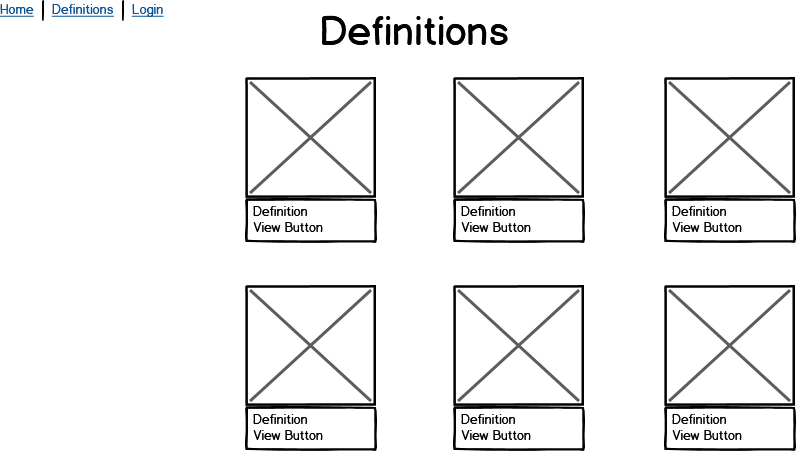 Home | Definitions | Login
Definitions
Definition
View Button
Definition
View Button
Definition
View Button
Definition
View Button
Definition
View Button
Definition
View Button